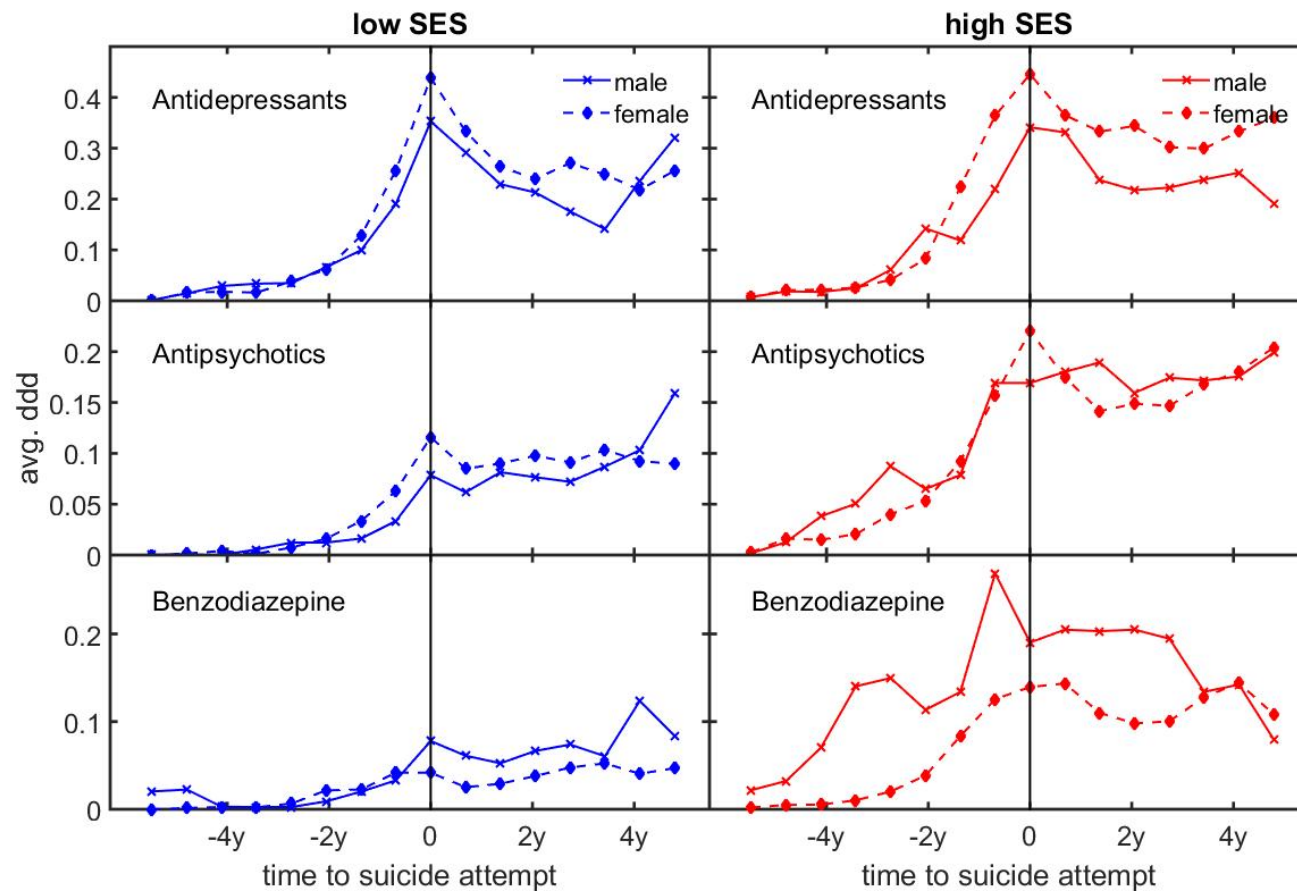 low SES
high SES
Antidepressants
male
female
0.4
0.3
0.2
0.1
0
Antidepressants
male
female
Antipsychotics
0.2
0.15
0.1
0.05
0
Antipsychotics
avg. ddd
Benzodiazepine
0.2
0.1
0
Benzodiazepine
-4y -2y 0 2y 4y
-4y -2y 0 2y 4y
time to suicide attempt
time to suicide attempt